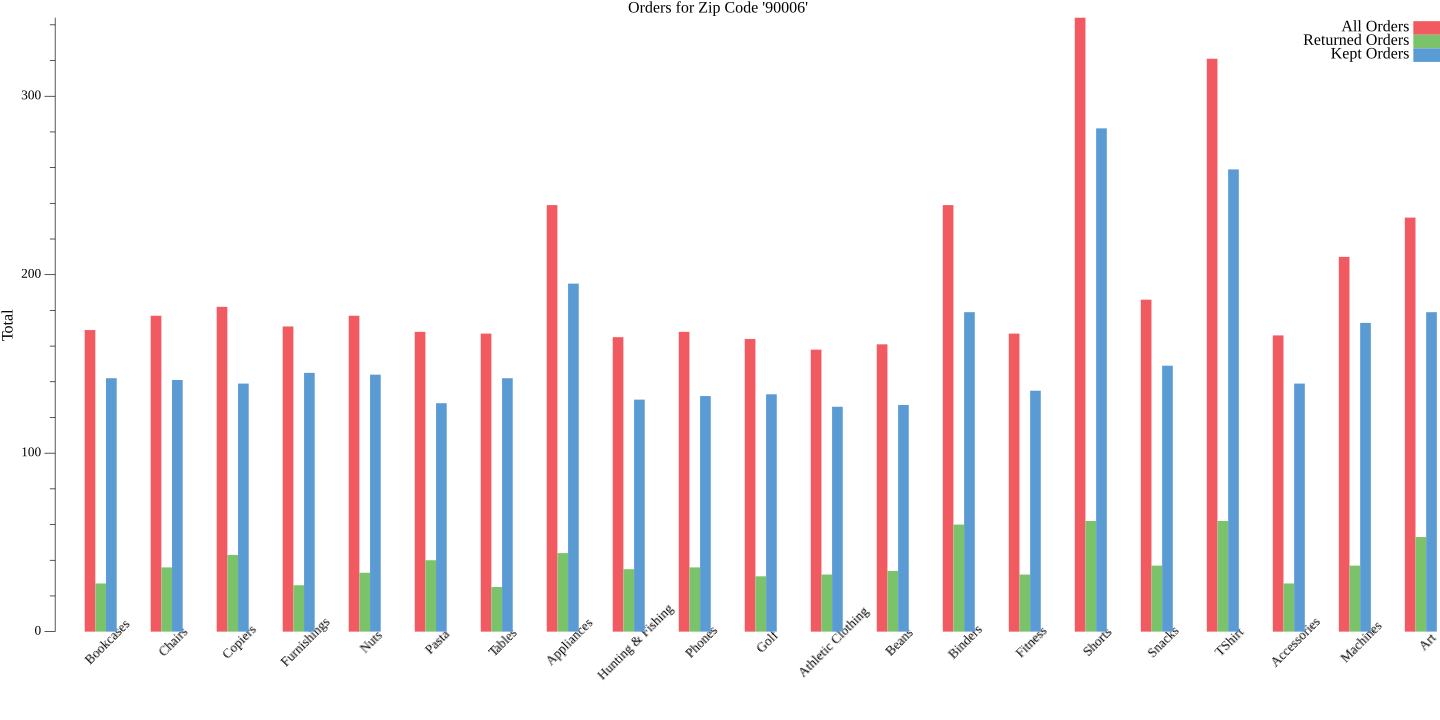 Orders for Zip Code '90006'
All Orders
Returned Orders
Kept Orders
Total
300
200
100
0
Bookcases
Chairs
Copiers
Furnishings
Nuts
Pasta
Tables
Appliances
Hunting & Fishing
Phones
Golf
Athletic Clothing
Beans
Binders
Fitness
Shorts
Snacks
TShirt
Accessories
Machines
Art